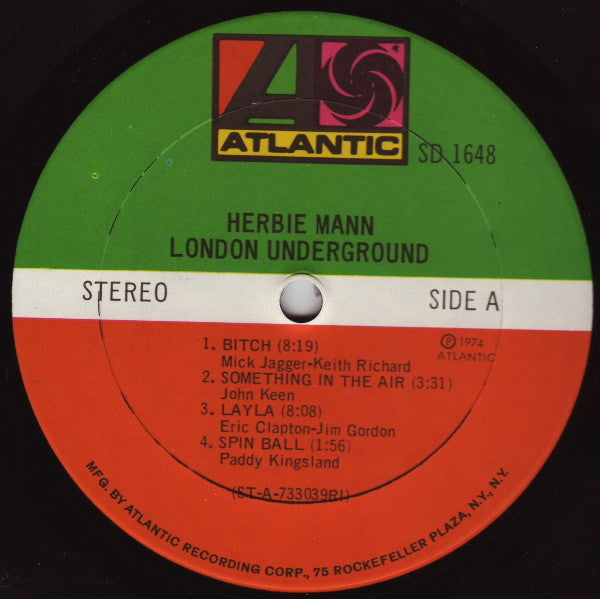 ATLANTIC
SD 1648
HERBIE MANN
LONDON UNDERGROUND
STEREO
SIDE A
1. BITCH (8:19)
Mick Jagger-Keith Richard
2. SOMETHING IN THE AIR (3:31)
John Keen
3. LAYLA (8:08)
Eric Clapton-Jim Gordon
4. SPIN BALL (1:56)
Paddy Kingsland
Ⓟ 1974
ATLANTIC
(ST-A-733039RI)
MFG. BY ATLANTIC RECORDING CORP., 75 ROCKEFELLER PLAZA, N.Y., N.Y.